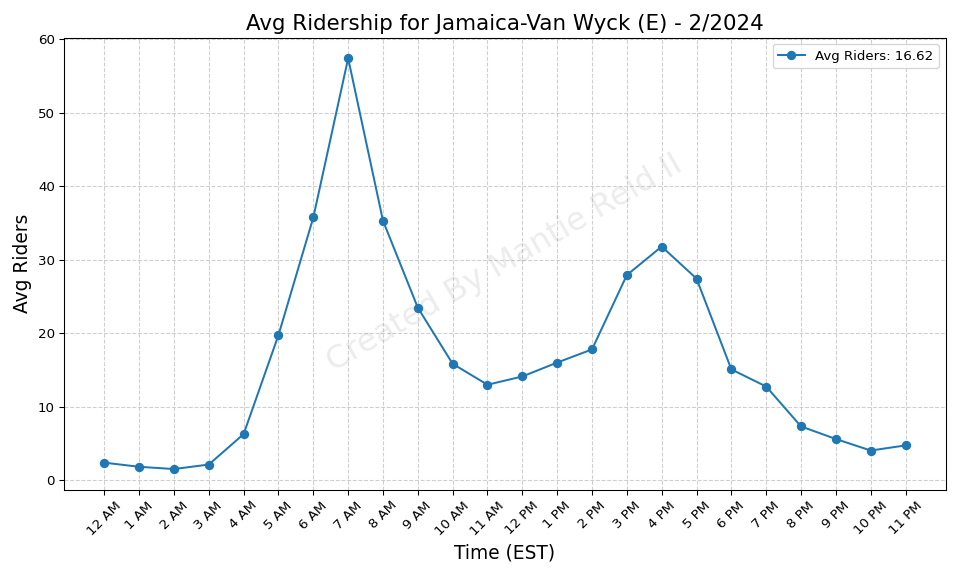 Avg Ridership for Jamaica-Van Wyck (E) - 2/2024
Avg Riders: 16.62
60
50
40
30
20
10
0
Avg Riders
Created By Mantle Reid II
12 AM
1 AM
2 AM
3 AM
4 AM
5 AM
6 AM
7 AM
8 AM
9 AM
10 AM
11 AM
12 PM
1 PM
2 PM
3 PM
4 PM
5 PM
6 PM
7 PM
8 PM
9 PM
10 PM
11 PM
Time (EST)